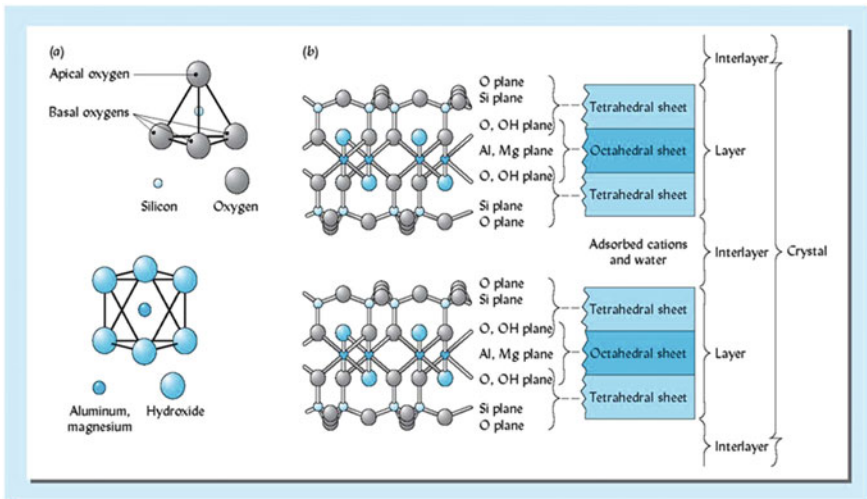 (a)
Apical oxygen
Basal oxygens
Silicon
Oxygen
Aluminum,
magnesium
Hydroxide
(b)
O plane
Si plane
O, OH plane
Al, Mg plane
O, OH plane
Si plane
O plane
Tetrahedral sheet
Octahedral sheet
Tetrahedral sheet
Interlayer
Layer
Adsorbed cations
and water
Interlayer
Crystal
O plane
Si plane
O, OH plane
Al, Mg plane
O, OH plane
Si plane
O plane
Tetrahedral sheet
Octahedral sheet
Tetrahedral sheet
Layer
Interlayer